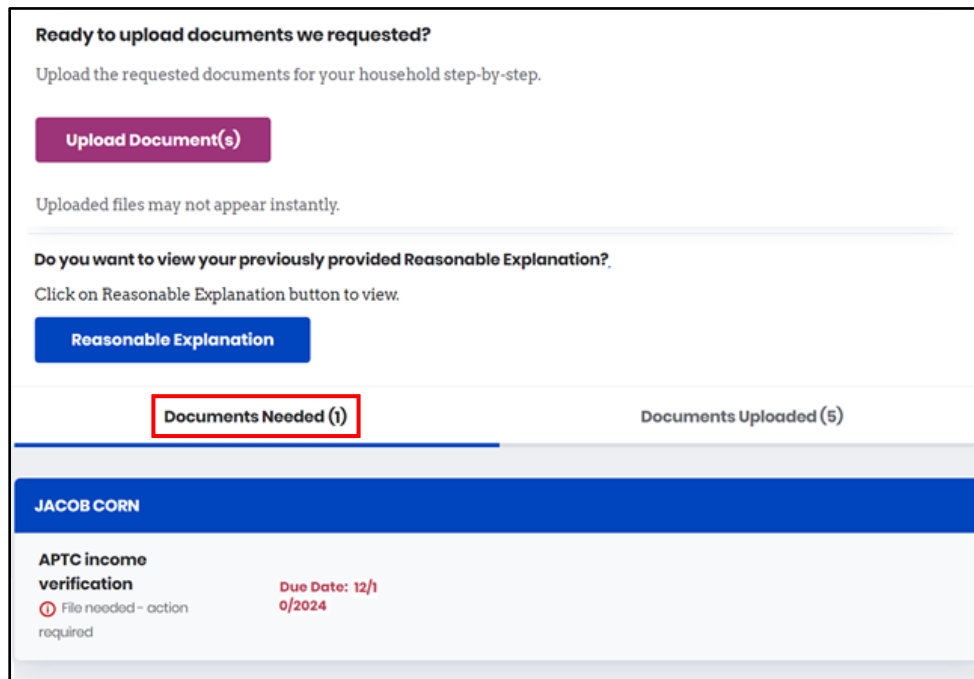 Ready to upload documents we requested?
Upload the requested documents for your household step-by-step.
Upload Document(s)
Uploaded files may not appear instantly.
Do you want to view your previously provided Reasonable Explanation?
Click on Reasonable Explanation button to view.
Reasonable Explanation
Documents Needed (1)
Documents Uploaded (5)
JACOB CORN
APTC income
verification
File needed - action
required
Due Date: 12/1
0/2024